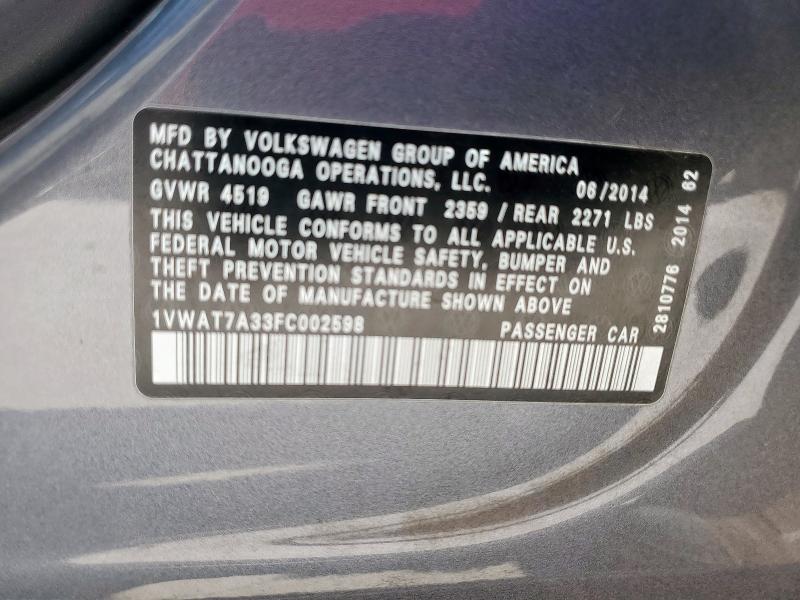 MFD BY VOLKSWAGEN GROUP OF AMERICA
CHATTANOOGA OPERATIONS, LLC. 06/2014
GVWR 4519 GAWR FRONT 2359 / REAR 2271 LBS
THIS VEHICLE CONFORMS TO ALL APPLICABLE U.S.
FEDERAL MOTOR VEHICLE SAFETY, BUMPER AND
THEFT PREVENTION STANDARDS IN EFFECT ON
THE DATE OF MANUFACTURE SHOWN ABOVE
1VWAT7A33FC002598 PASSENGER CAR
2810776 2014 62